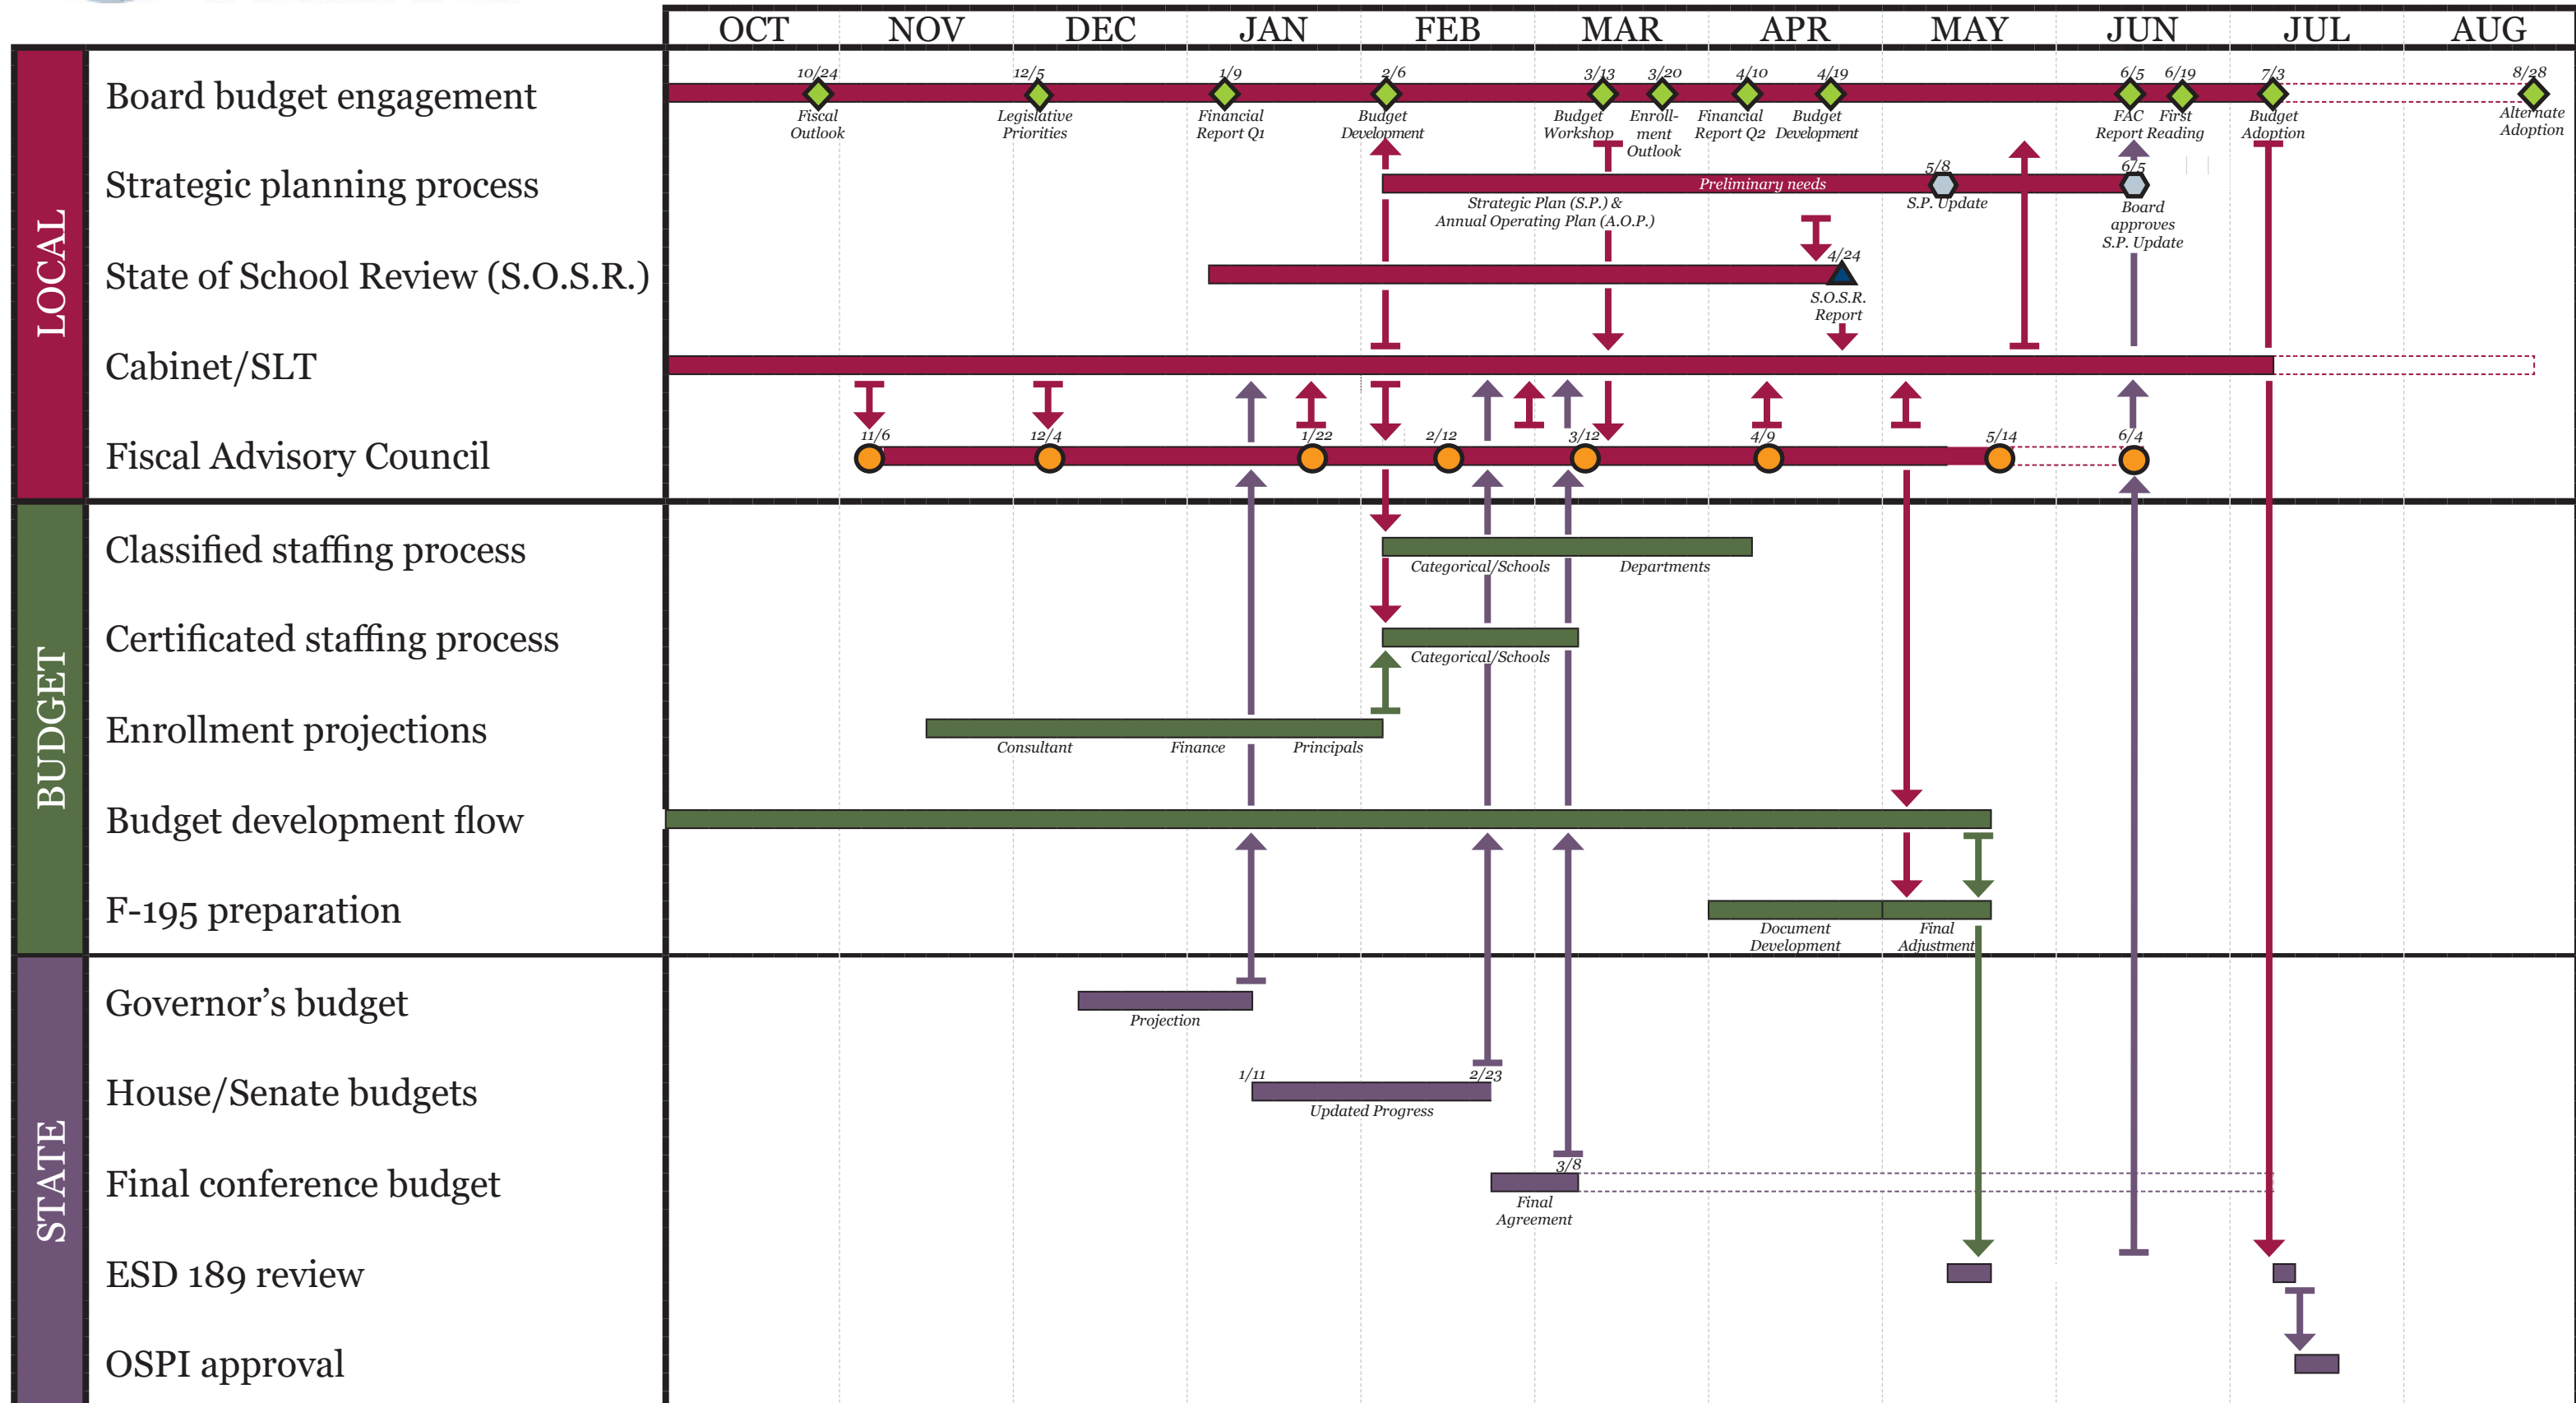 OCT NOV DEC JAN FEB MAR APR MAY JUN JUL AUG
LOCAL
Board budget engagement
10/24 12/5 1/9 2/6 3/13 3/20 4/10 4/19 6/5 6/19 7/3 8/28
Fiscal Outlook
Legislative Priorities
Financial Report Q1
Budget Development
Budget Workshop
Enroll-
ment
Outlook
Financial Report Q2
Budget Development
FAC Report
First Reading
Budget Adoption
Alternate Adoption
Strategic planning process
Preliminary needs
5/8 6/5
Strategic Plan (S.P.) &
Annual Operating Plan (A.O.P.)
S.P. Update
Board
approves
S.P. Update
State of School Review (S.O.S.R.)
4/24
S.O.S.R.
Report
Cabinet/SLT
Fiscal Advisory Council
11/6 12/4 1/22 2/12 3/12 4/9 5/14 6/4
BUDGET
Classified staffing process
Categorical/Schools Departments
Certificated staffing process
Categorical/Schools
Enrollment projections
Consultant Finance Principals
Budget development flow
F-195 preparation
Document
Development
Final
Adjustment
STATE
Governor's budget
Projection
House/Senate budgets
1/11 2/23
Updated Progress
Final conference budget
3/8
Final
Agreement
ESD 189 review
OSPI approval